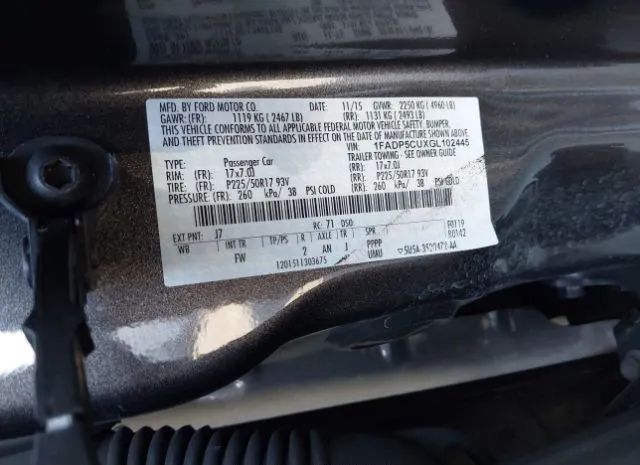 MFD. BY FORD MOTOR CO. DATE: 11/15 GVWR: 2250 KG ( 4960 LB)
GAWR: (FR): 1119 KG ( 2467 LB) (RR): 1131 KG ( 2493 LB)
THIS VEHICLE CONFORMS TO ALL APPLICABLE FEDERAL MOTOR VEHICLE SAFETY, BUMPER,
AND THEFT PREVENTION STANDARDS IN EFFECT ON THE DATE OF MANUFACTURE SHOWN ABOVE.
VIN: 1FADP5CUXGL102445
TYPE: Passenger Car TRAILER TOWING - SEE OWNER GUIDE
RIM: (FR): 17x7.0J (RR): 17x7.0J
TIRE: (FR): P225/50R17 93V (RR): P225/50R17 93V
PRESSURE: (FR): 260 kPa/ 38 PSI COLD (RR): 260 kPa/ 38 PSI COLD
EXT PNT: J7 RC: 71 DSO: F0119
WB INT TR TP/PS R AXLE TR SPR R0142
FW 2 AN J PPPP
UMU
1201511303675